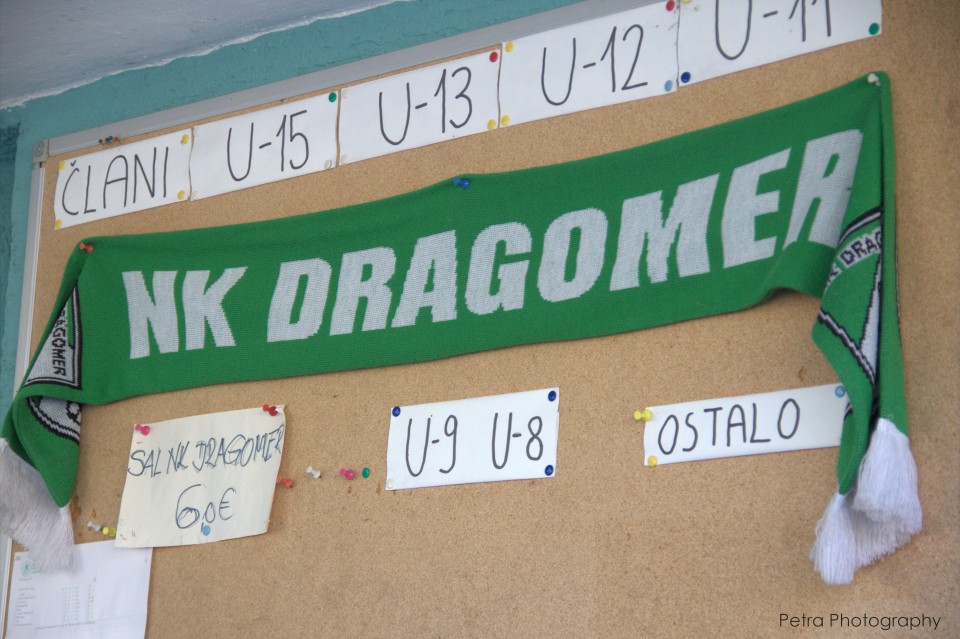 ČLANI
U-15
U-13
U-12
U-11
NK DRAGOMER
ŠAL NK DRAGOMER
6,0€
U-9 U-8
OSTALO
Petra Photography